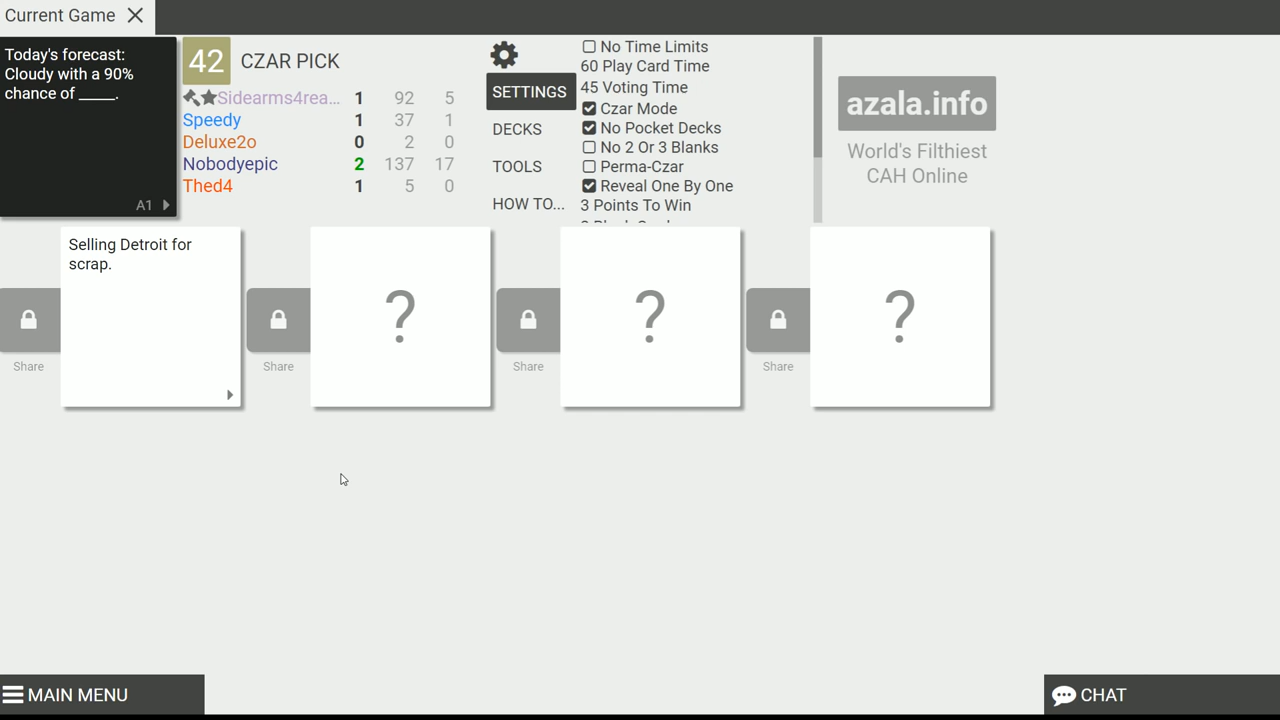 Current Game
Today's forecast:
Cloudy with a 90%
chance of _____.
A1
42 CZAR PICK
Sidearms4rea... 1 92 5
Speedy 1 37 1
Deluxe2o 0 2 0
Nobodyepic 2 137 17
Thed4 1 5 0
SETTINGS
DECKS
TOOLS
HOW TO...
No Time Limits
60 Play Card Time
45 Voting Time
Czar Mode
No Pocket Decks
No 2 Or 3 Blanks
Perma-Czar
Reveal One By One
3 Points To Win
azala.info
World's Filthiest
CAH Online
Share
Selling Detroit for
scrap.
Share
?
Share
?
Share
?
MAIN MENU
CHAT